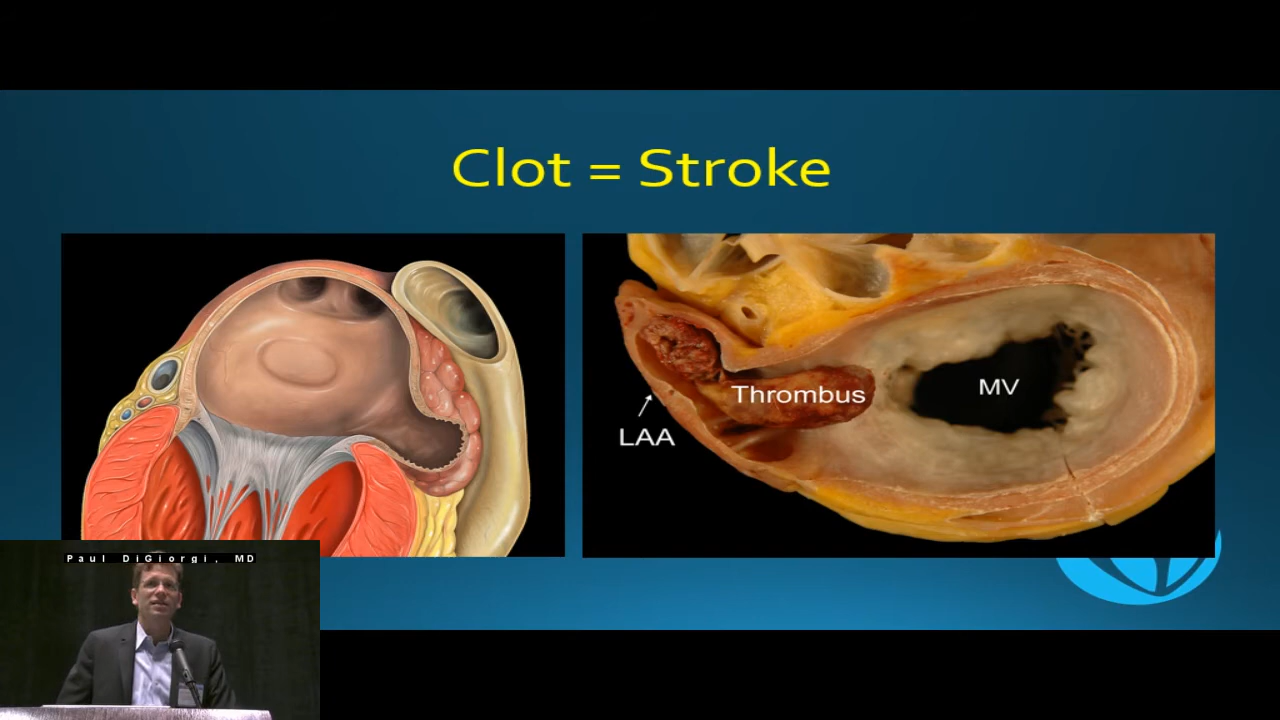 Clot = Stroke
Thrombus
MV
LAA
Paul DiGiorgi, MD